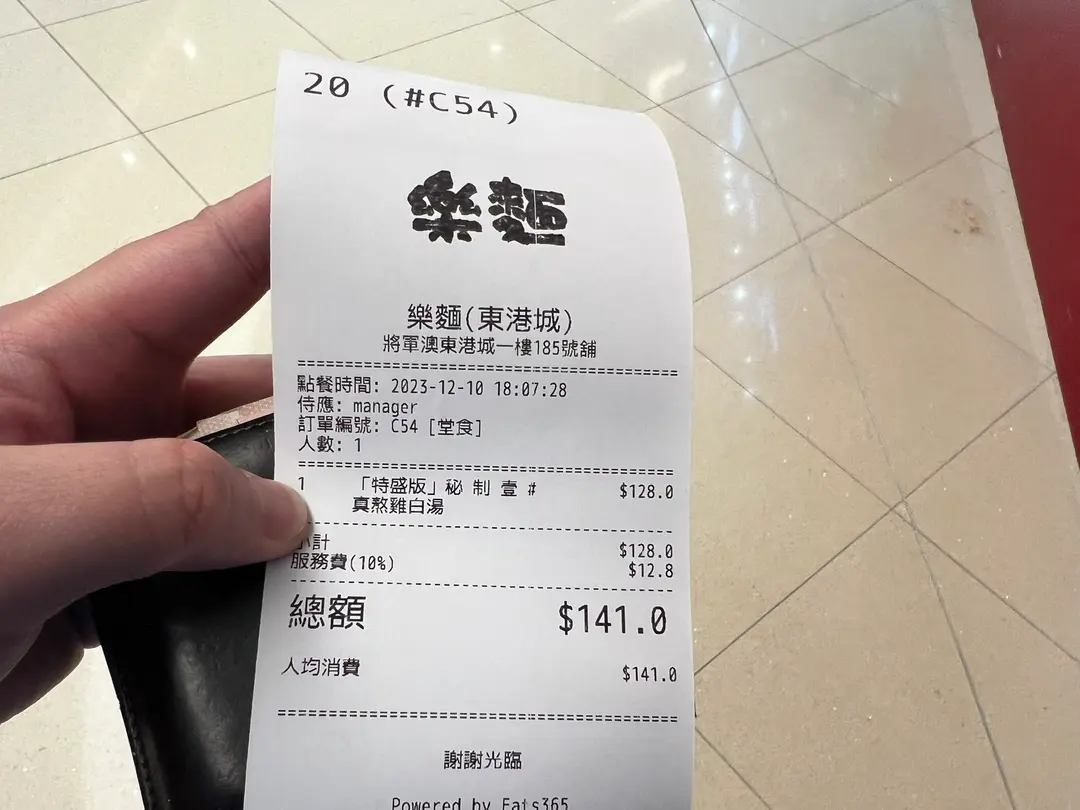 20 (#C54)
樂麵
樂麵(東港城)
將軍澳東港城一樓185號舖
點餐時間: 2023-12-10 18:07:28
侍應: manager
訂單編號: C54 [堂食]
人數: 1
1 「特盛版」秘 制 壹 # $128.0
真熬雞白湯
小計 $128.0
服務費(10%) $12.8
總額 $141.0
人均消費 $141.0
謝謝光臨
Powered by Eats365